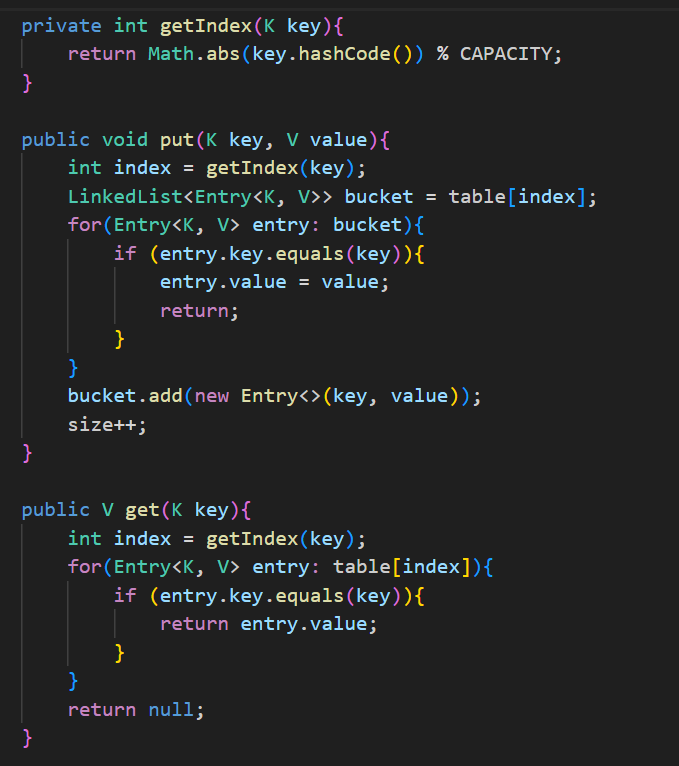 private int getIndex(K key){
    return Math.abs(key.hashCode()) % CAPACITY;
}

public void put(K key, V value){
    int index = getIndex(key);
    LinkedList<Entry<K, V>> bucket = table[index];
    for(Entry<K, V> entry: bucket){
        if (entry.key.equals(key)){
            entry.value = value;
            return;
        }
    }
    bucket.add(new Entry<>(key, value));
    size++;
}

public V get(K key){
    int index = getIndex(key);
    for(Entry<K, V> entry: table[index]){
        if (entry.key.equals(key)){
            return entry.value;
        }
    }
    return null;
}